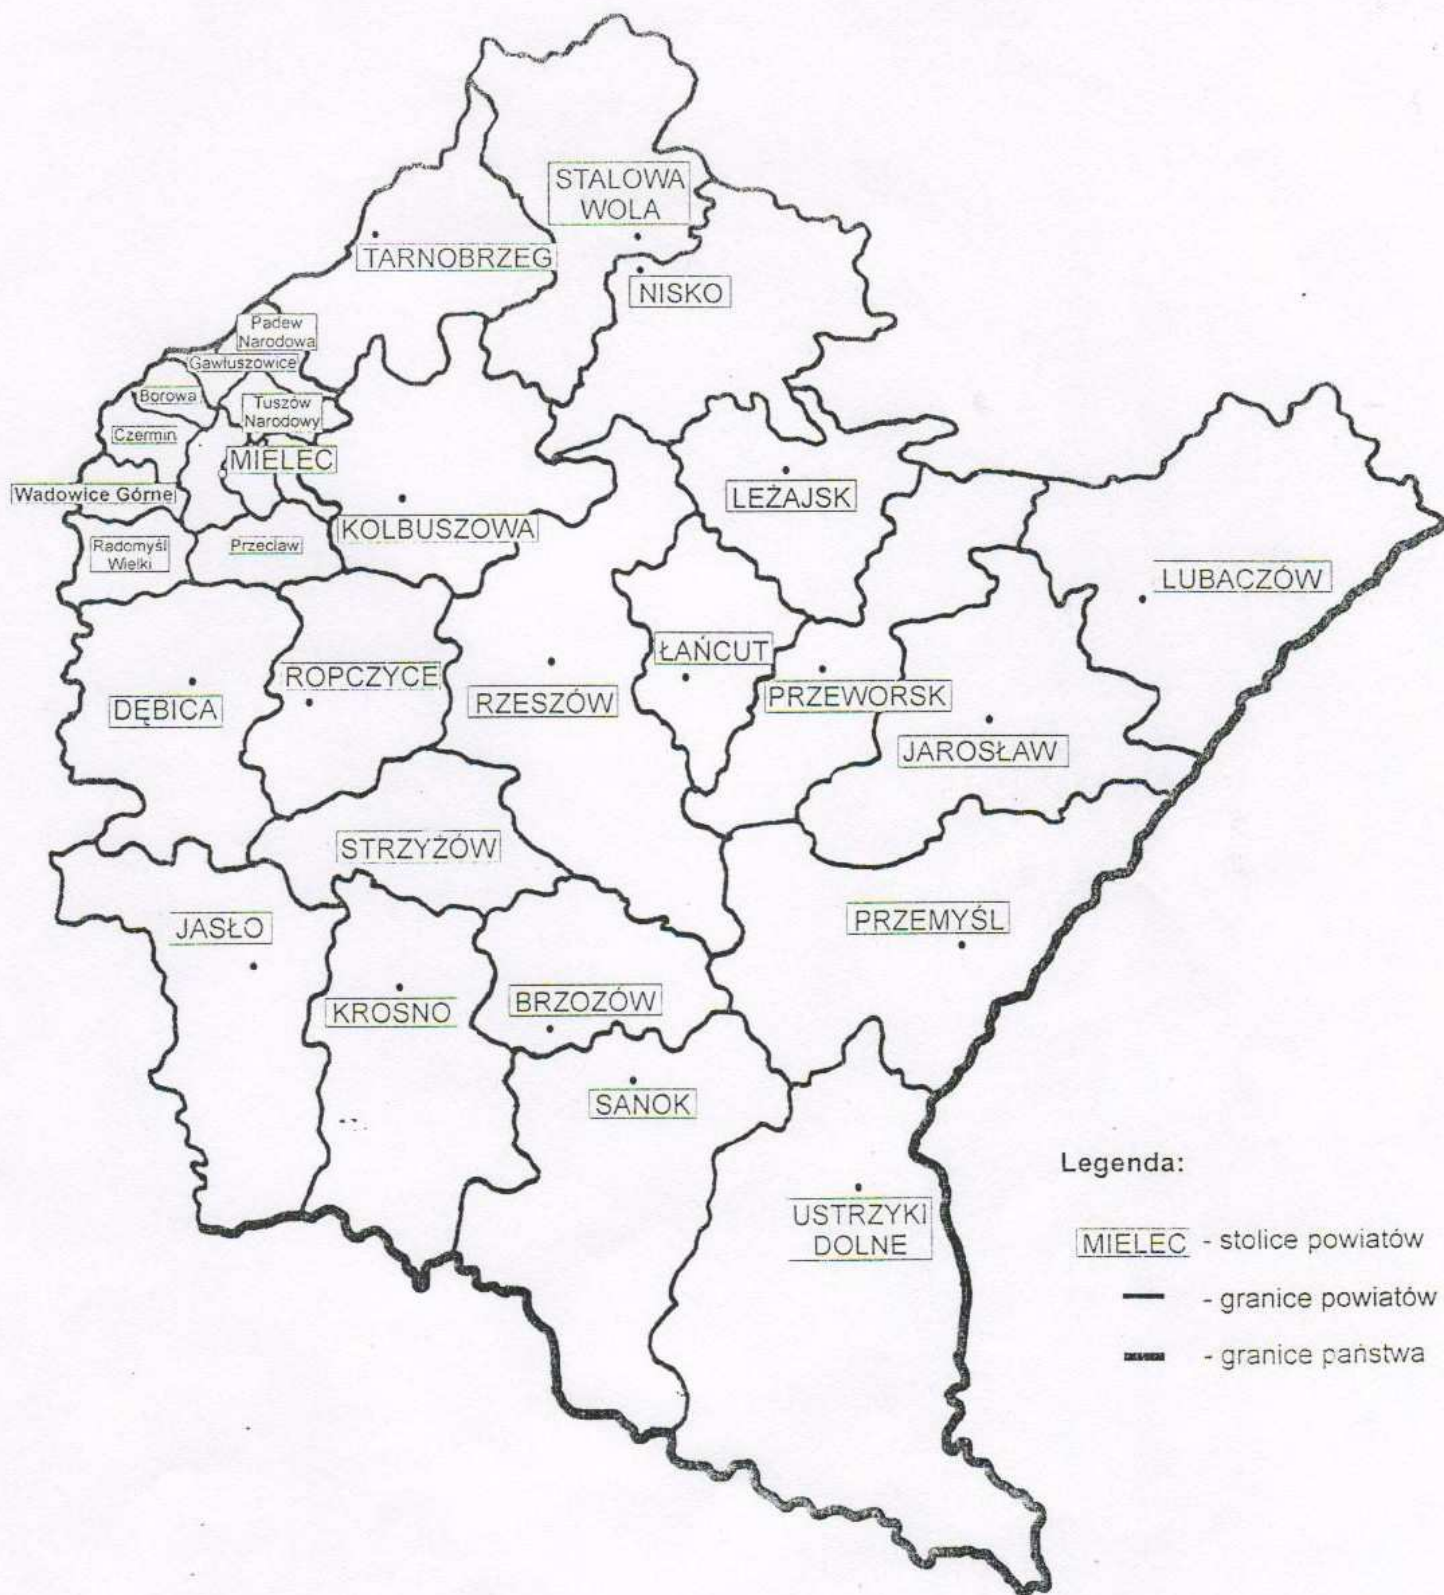 STALOWA
WOLA
TARNOBRZEG
NISKO
Padew
Narodowa
Gawłuszowice
Borowa
Tuszów
Narodowy
Czermin
MIELEC
Wadowice Górne
LEŻAJSK
KOLBUSZOWA
Radomyśl
Wielki
Przecław
LUBACZÓW
ŁAŃCUT
ROPCZYCE
RZESZÓW
PRZEWORSK
DĘBICA
JAROSŁAW
STRZYŻÓW
JASŁO
PRZEMYŚL
KROSNO
BRZOZÓW
SANOK
USTRZYKI
DOLNE
Legenda:
MIELEC - stolice powiatów
- granice powiatów
- granice państwa